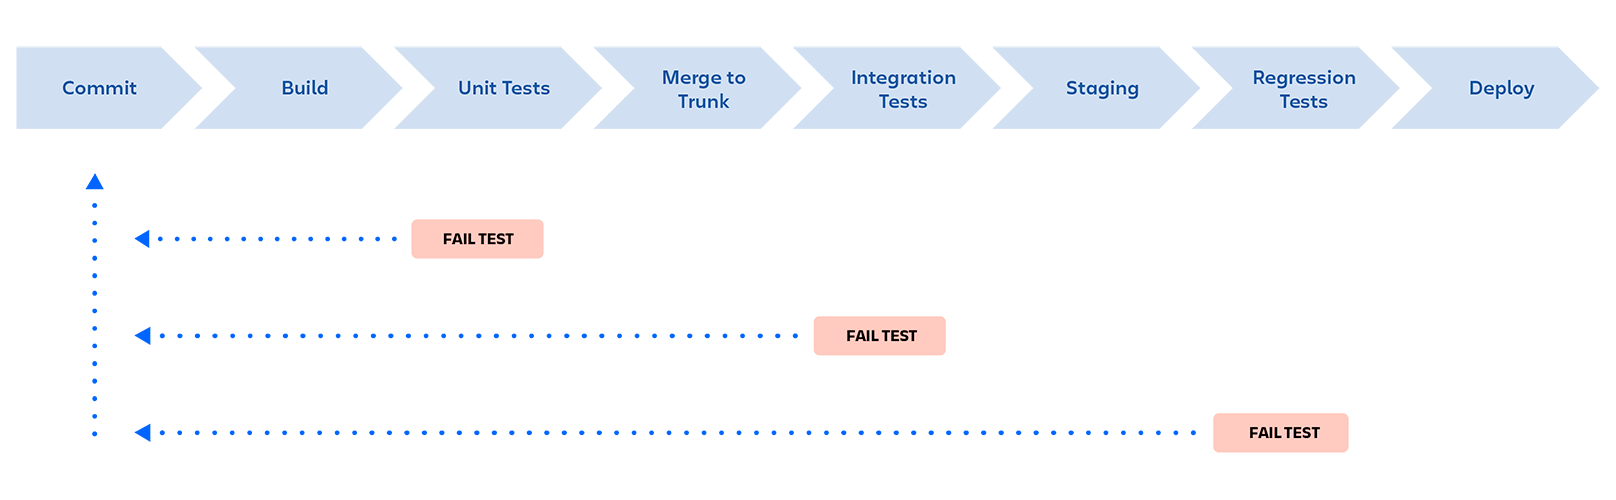 Commit
Build
Unit Tests
Merge to
Trunk
Integration
Tests
Staging
Regression
Tests
Deploy
FAIL TEST
FAIL TEST
FAIL TEST